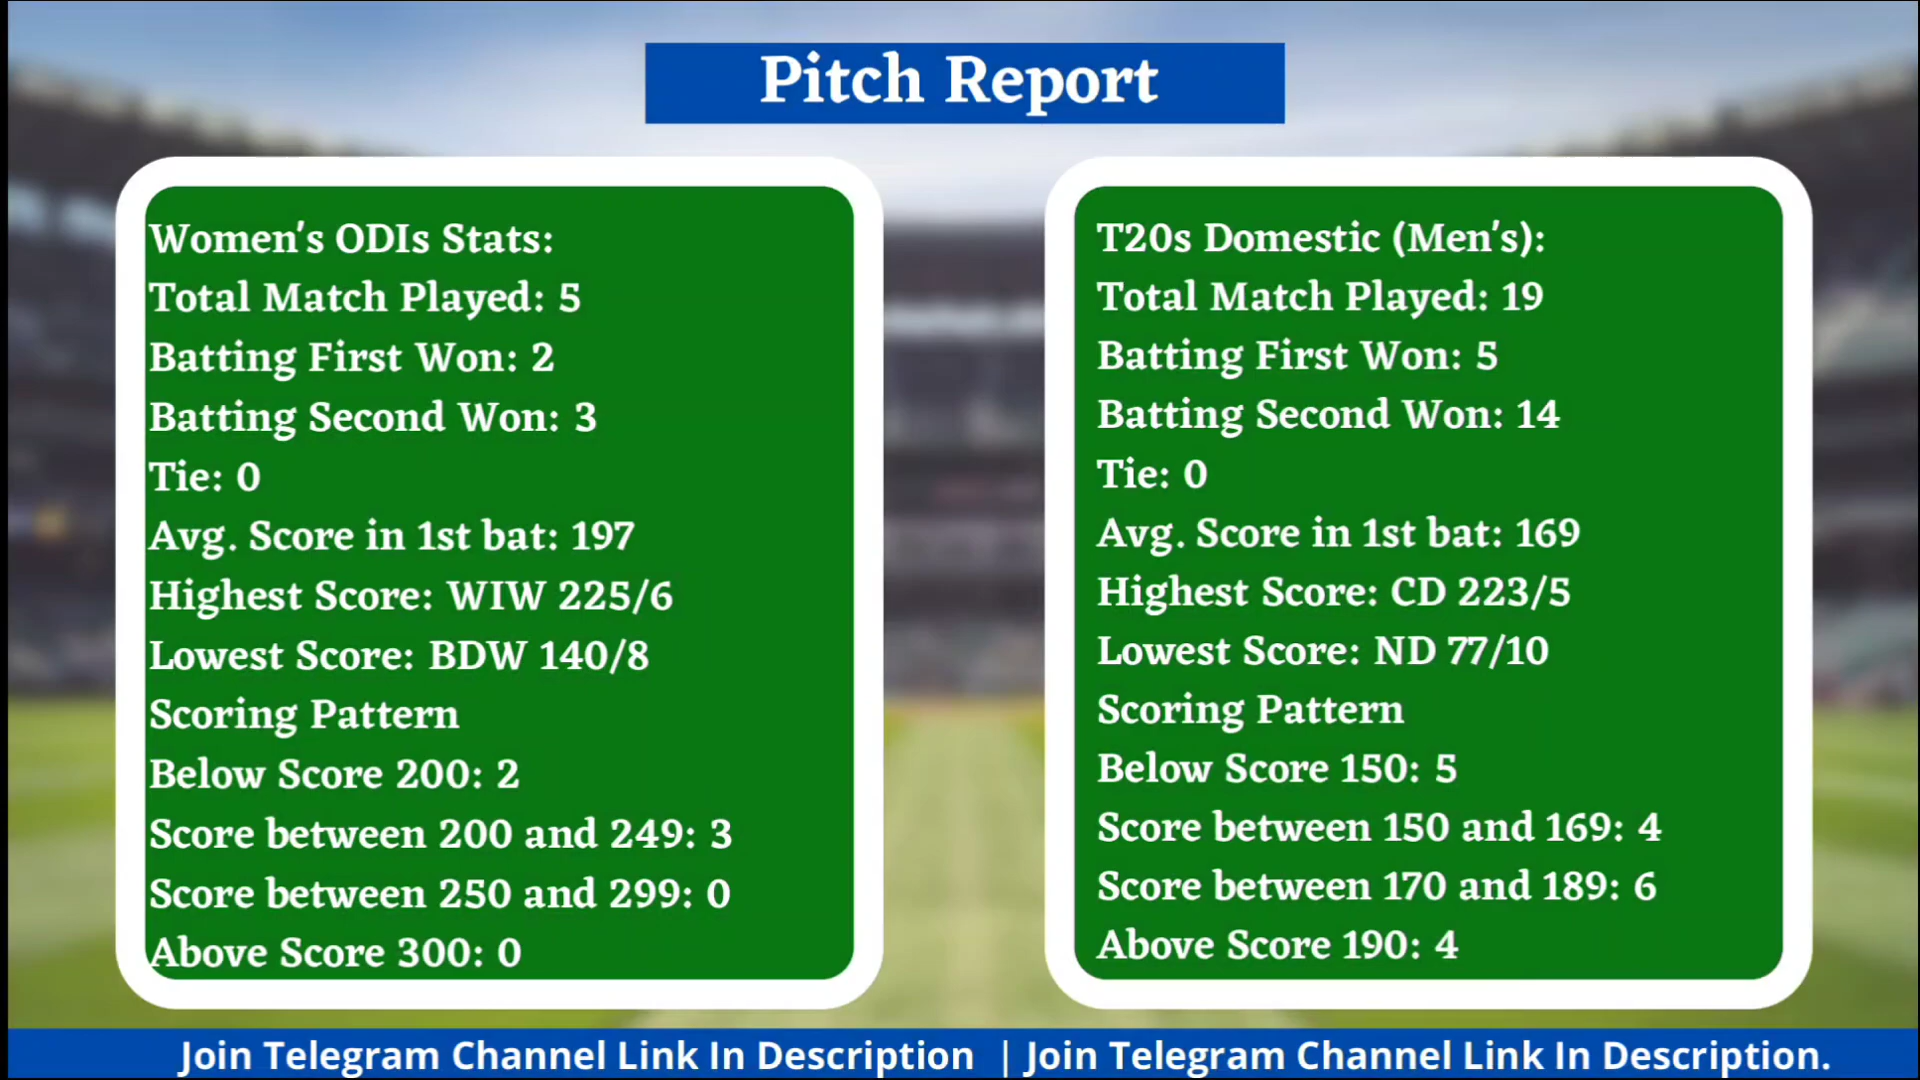 Pitch Report
Women's ODIs Stats:
Total Match Played: 5
Batting First Won: 2
Batting Second Won: 3
Tie: 0
Avg. Score in 1st bat: 197
Highest Score: WIW 225/6
Lowest Score: BDW 140/8
Scoring Pattern
Below Score 200: 2
Score between 200 and 249: 3
Score between 250 and 299: 0
Above Score 300: 0
T20s Domestic (Men's):
Total Match Played: 19
Batting First Won: 5
Batting Second Won: 14
Tie: 0
Avg. Score in 1st bat: 169
Highest Score: CD 223/5
Lowest Score: ND 77/10
Scoring Pattern
Below Score 150: 5
Score between 150 and 169: 4
Score between 170 and 189: 6
Above Score 190: 4
Join Telegram Channel Link In Description | Join Telegram Channel Link In Description.